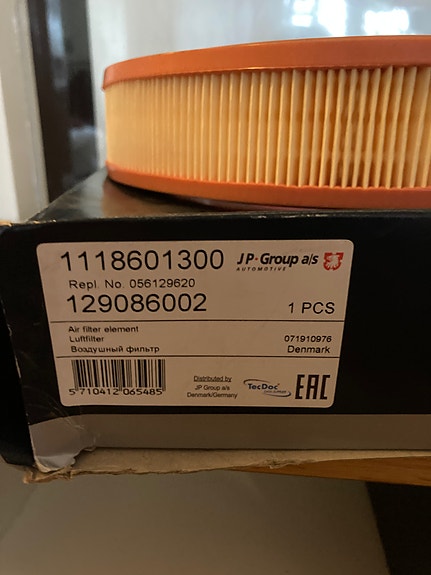 1118601300 JP-Group a/s
AUTOMOTIVE
Repl. No. 056129620
129086002 1 PCS
Air filter element
Luftfilter 071910976
Воздушный фильтр Denmark
5 710412 065485
Distributed by
JP Group a/s
Denmark/Germany
TecDoc
EAC